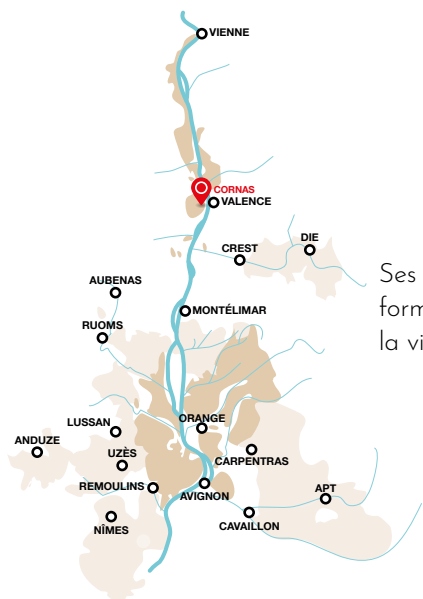 VIENNE
CORNAS
VALENCE
CREST
DIE
AUBENAS
MONTÉLIMAR
RUOMS
Ses
form
la vi
ORANGE
LUSSAN
ANDUZE
UZÈS
CARPENTRAS
REMOULINS
AVIGNON
APT
NÎMES
CAVAILLON